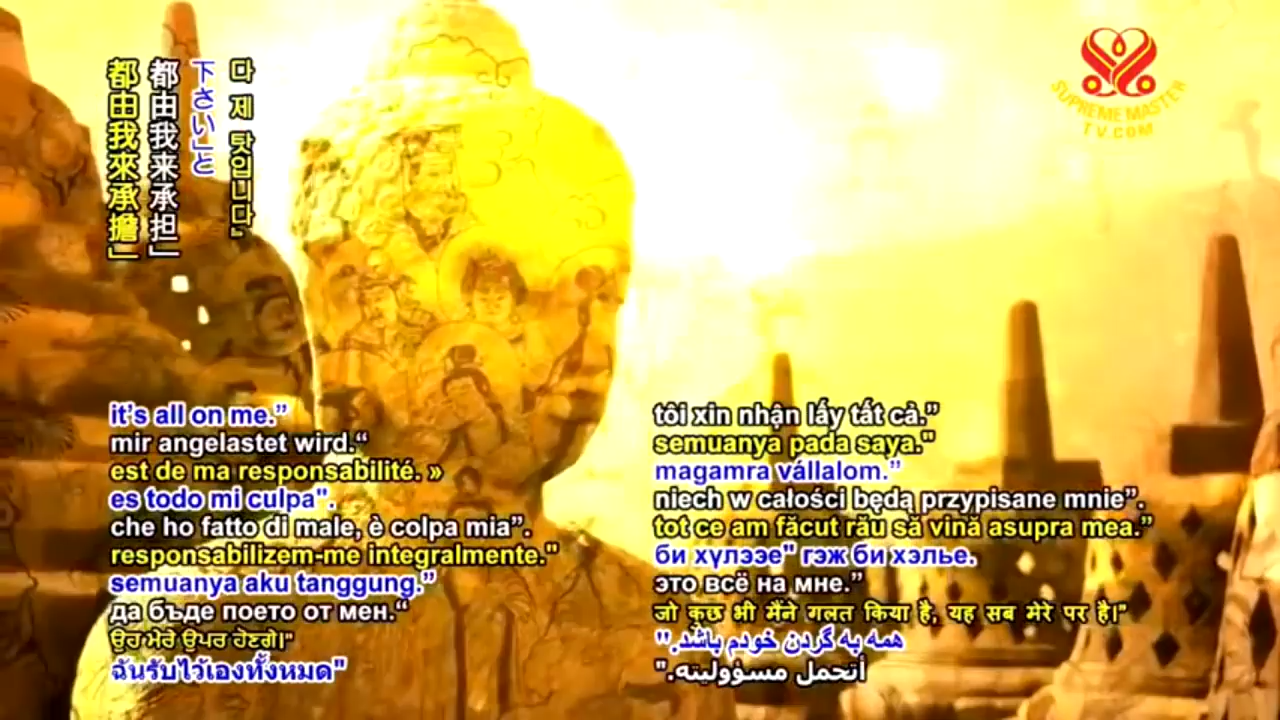 다 제 탓입니다.』
下さい」と
都由我来承担」
都由我來承擔」
SUPREME MASTER
TV.COM
it's all on me.”
mir angelastet wird.“
est de ma responsabilité. »
es todo mi culpa".
che ho fatto di male, è colpa mia”.
responsabilizem-me integralmente."
semuanya aku tanggung.”
да бъде поето от мен.“
ਉਹ ਮੇਰੇ ਉਪਰ ਹੋਣਗੇ।"
ฉันรับไว้เองทั้งหมด"
tôi xin nhận lấy tất cả.”
semuanya pada saya."
magamra vállalom.”
niech w całości będą przypisane mnie”.
tot ce am făcut rău să vină asupra mea.”
би хүлээе" гэж би хэлье.
это всё на мне.”
जो कुछ भी मैंने गलत किया है, यह सब मेरे पर है।”
همه به گردن خودم باشد."
أتحمل مسؤوليته."